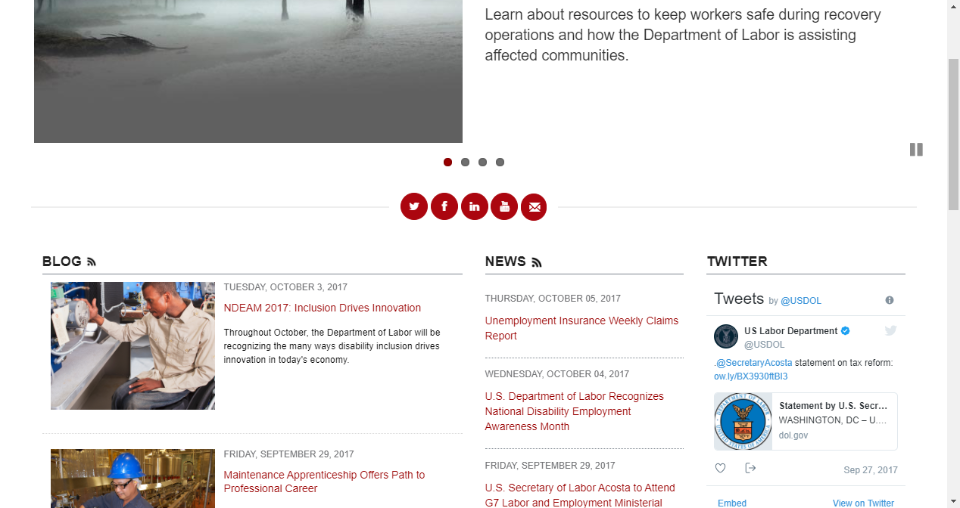 Learn about resources to keep workers safe during recovery
operations and how the Department of Labor is assisting
affected communities.
BLOG
TUESDAY, OCTOBER 3, 2017
NDEAM 2017: Inclusion Drives Innovation
Throughout October, the Department of Labor will be
recognizing the many ways disability inclusion drives
innovation in today's economy.
FRIDAY, SEPTEMBER 29, 2017
Maintenance Apprenticeship Offers Path to
Professional Career
NEWS
THURSDAY, OCTOBER 05, 2017
Unemployment Insurance Weekly Claims
Report
WEDNESDAY, OCTOBER 04, 2017
U.S. Department of Labor Recognizes
National Disability Employment
Awareness Month
FRIDAY, SEPTEMBER 29, 2017
U.S. Secretary of Labor Acosta to Attend
G7 Labor and Employment Ministerial
TWITTER
Tweets by @USDOL
US Labor Department
@USDOL
.@SecretaryAcosta statement on tax reform:
ow.ly/BX3930ftBI3
Statement by U.S. Secr...
WASHINGTON, DC – U....
dol.gov
Sep 27, 2017
Embed
View on Twitter